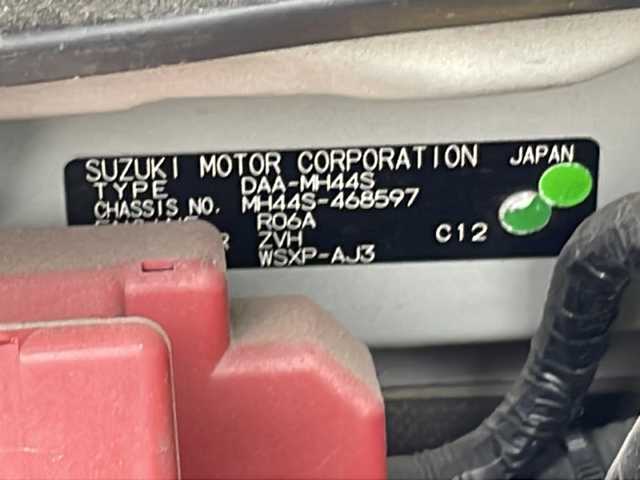 SUZUKI MOTOR CORPORATION JAPAN
TYPE DAA-MH44S
CHASSIS NO. MH44S-468597
R06A
ZVH C12
WSXP-AJ3